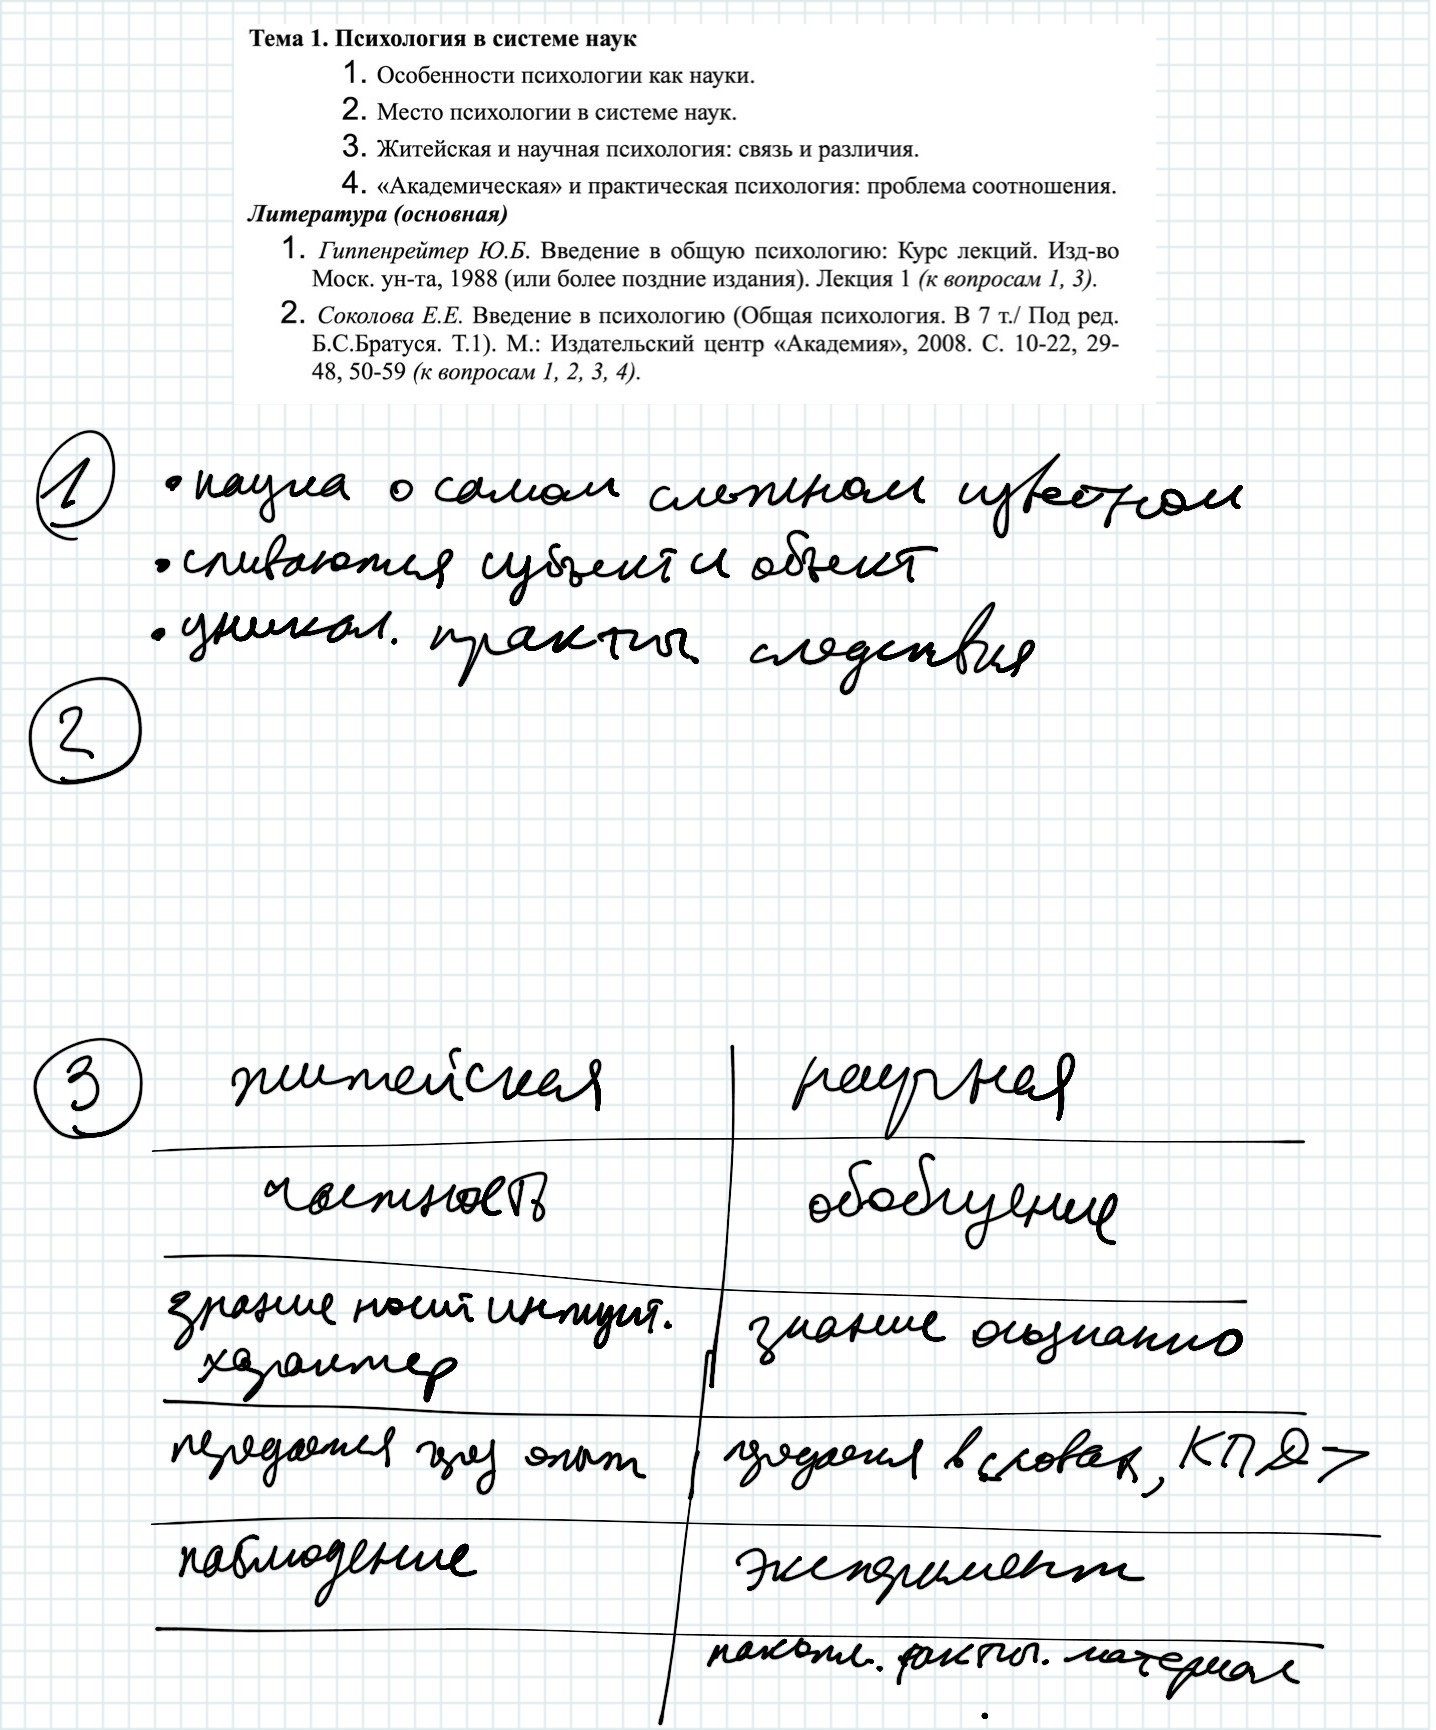 Тема 1. Психология в системе наук
1. Особенности психологии как науки.
2. Место психологии в системе наук.
3. Житейская и научная психология: связь и различия.
4. «Академическая» и практическая психология: проблема соотношения.
Литература (основная)
1. Гиппенрейтер Ю.Б. Введение в общую психологию: Курс лекций. Изд-во
Моск. ун-та, 1988 (или более поздние издания). Лекция 1 (к вопросам 1, 3).
2. Соколова Е.Е. Введение в психологию (Общая психология. В 7 т./ Под ред.
Б.С.Братуся. Т.1). М.: Издательский центр «Академия», 2008. С. 10-22, 29-
48, 50-59 (к вопросам 1, 2, 3, 4).
1 • наука о самом сложном известном
• сливаются субъект и объект
• уникал. практич. следствия
2
3 житейская научная
частность обобщение
знание носит интуит. знание осознанно
характер
передается через опыт передается в словах, КПД >
наблюдение эксперимент
накопл. фактич. материал